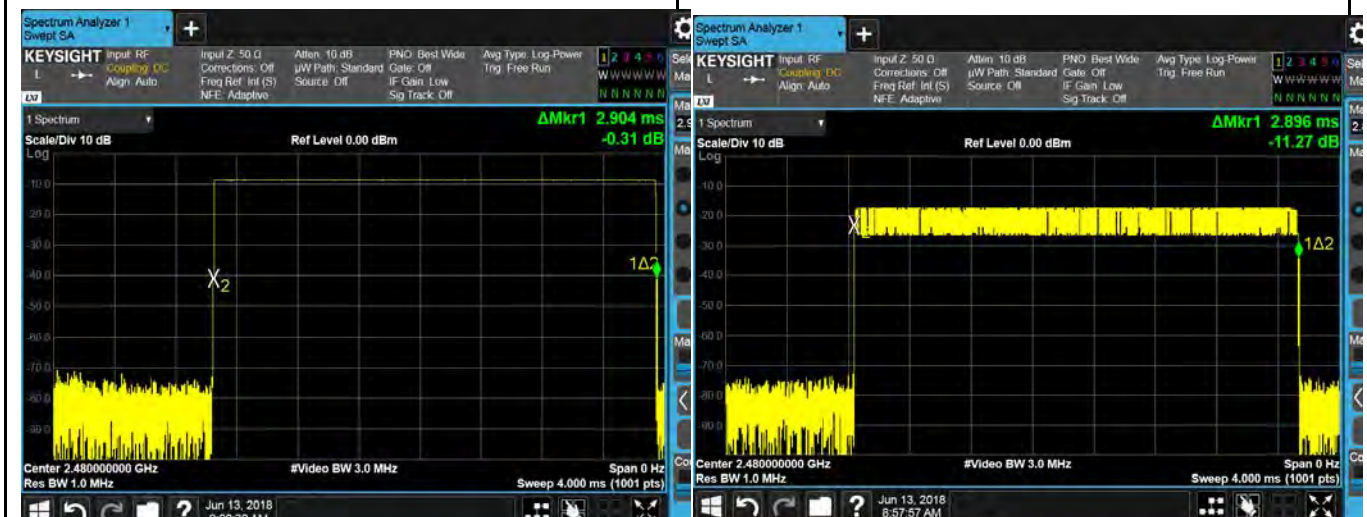 Spectrum Analyzer 1
Swept SA
+
KEYSIGHT Input: RF
L
Coupling: DC
Align: Auto
LXI
Input Z: 50 Ω
Corrections: Off
Freq Ref: Int (S)
NFE: Adaptive
Atten: 10 dB
µW Path: Standard
Source: Off
PNO: Best Wide
Gate: Off
IF Gain: Low
Sig Track: Off
Avg Type: Log-Power
Trig: Free Run
1 2 3 4 5 6
W W W W W W
N N N N N N
1 Spectrum
ΔMkr1 2.904 ms
-0.31 dB
Scale/Div 10 dB
Ref Level 0.00 dBm
Log
-10.0
-20.0
-30.0
-40.0
-50.0
-60.0
-70.0
-80.0
-90.0
X2
1Δ2
Center 2.480000000 GHz
#Video BW 3.0 MHz
Span 0 Hz
Res BW 1.0 MHz
Sweep 4.000 ms (1001 pts)
?
Jun 13, 2018
Spectrum Analyzer 1
Swept SA
+
KEYSIGHT Input: RF
L
Coupling: DC
Align: Auto
LXI
Input Z: 50 Ω
Corrections: Off
Freq Ref: Int (S)
NFE: Adaptive
Atten: 10 dB
µW Path: Standard
Source: Off
PNO: Best Wide
Gate: Off
IF Gain: Low
Sig Track: Off
Avg Type: Log-Power
Trig: Free Run
1 2 3 4 5 6
W W W W W W
N N N N N N
1 Spectrum
ΔMkr1 2.896 ms
-11.27 dB
Scale/Div 10 dB
Ref Level 0.00 dBm
Log
-10.0
-20.0
-30.0
-40.0
-50.0
-60.0
-70.0
-80.0
-90.0
1Δ2
Center 2.480000000 GHz
#Video BW 3.0 MHz
Span 0 Hz
Res BW 1.0 MHz
Sweep 4.000 ms (1001 pts)
?
Jun 13, 2018
8:57:57 AM